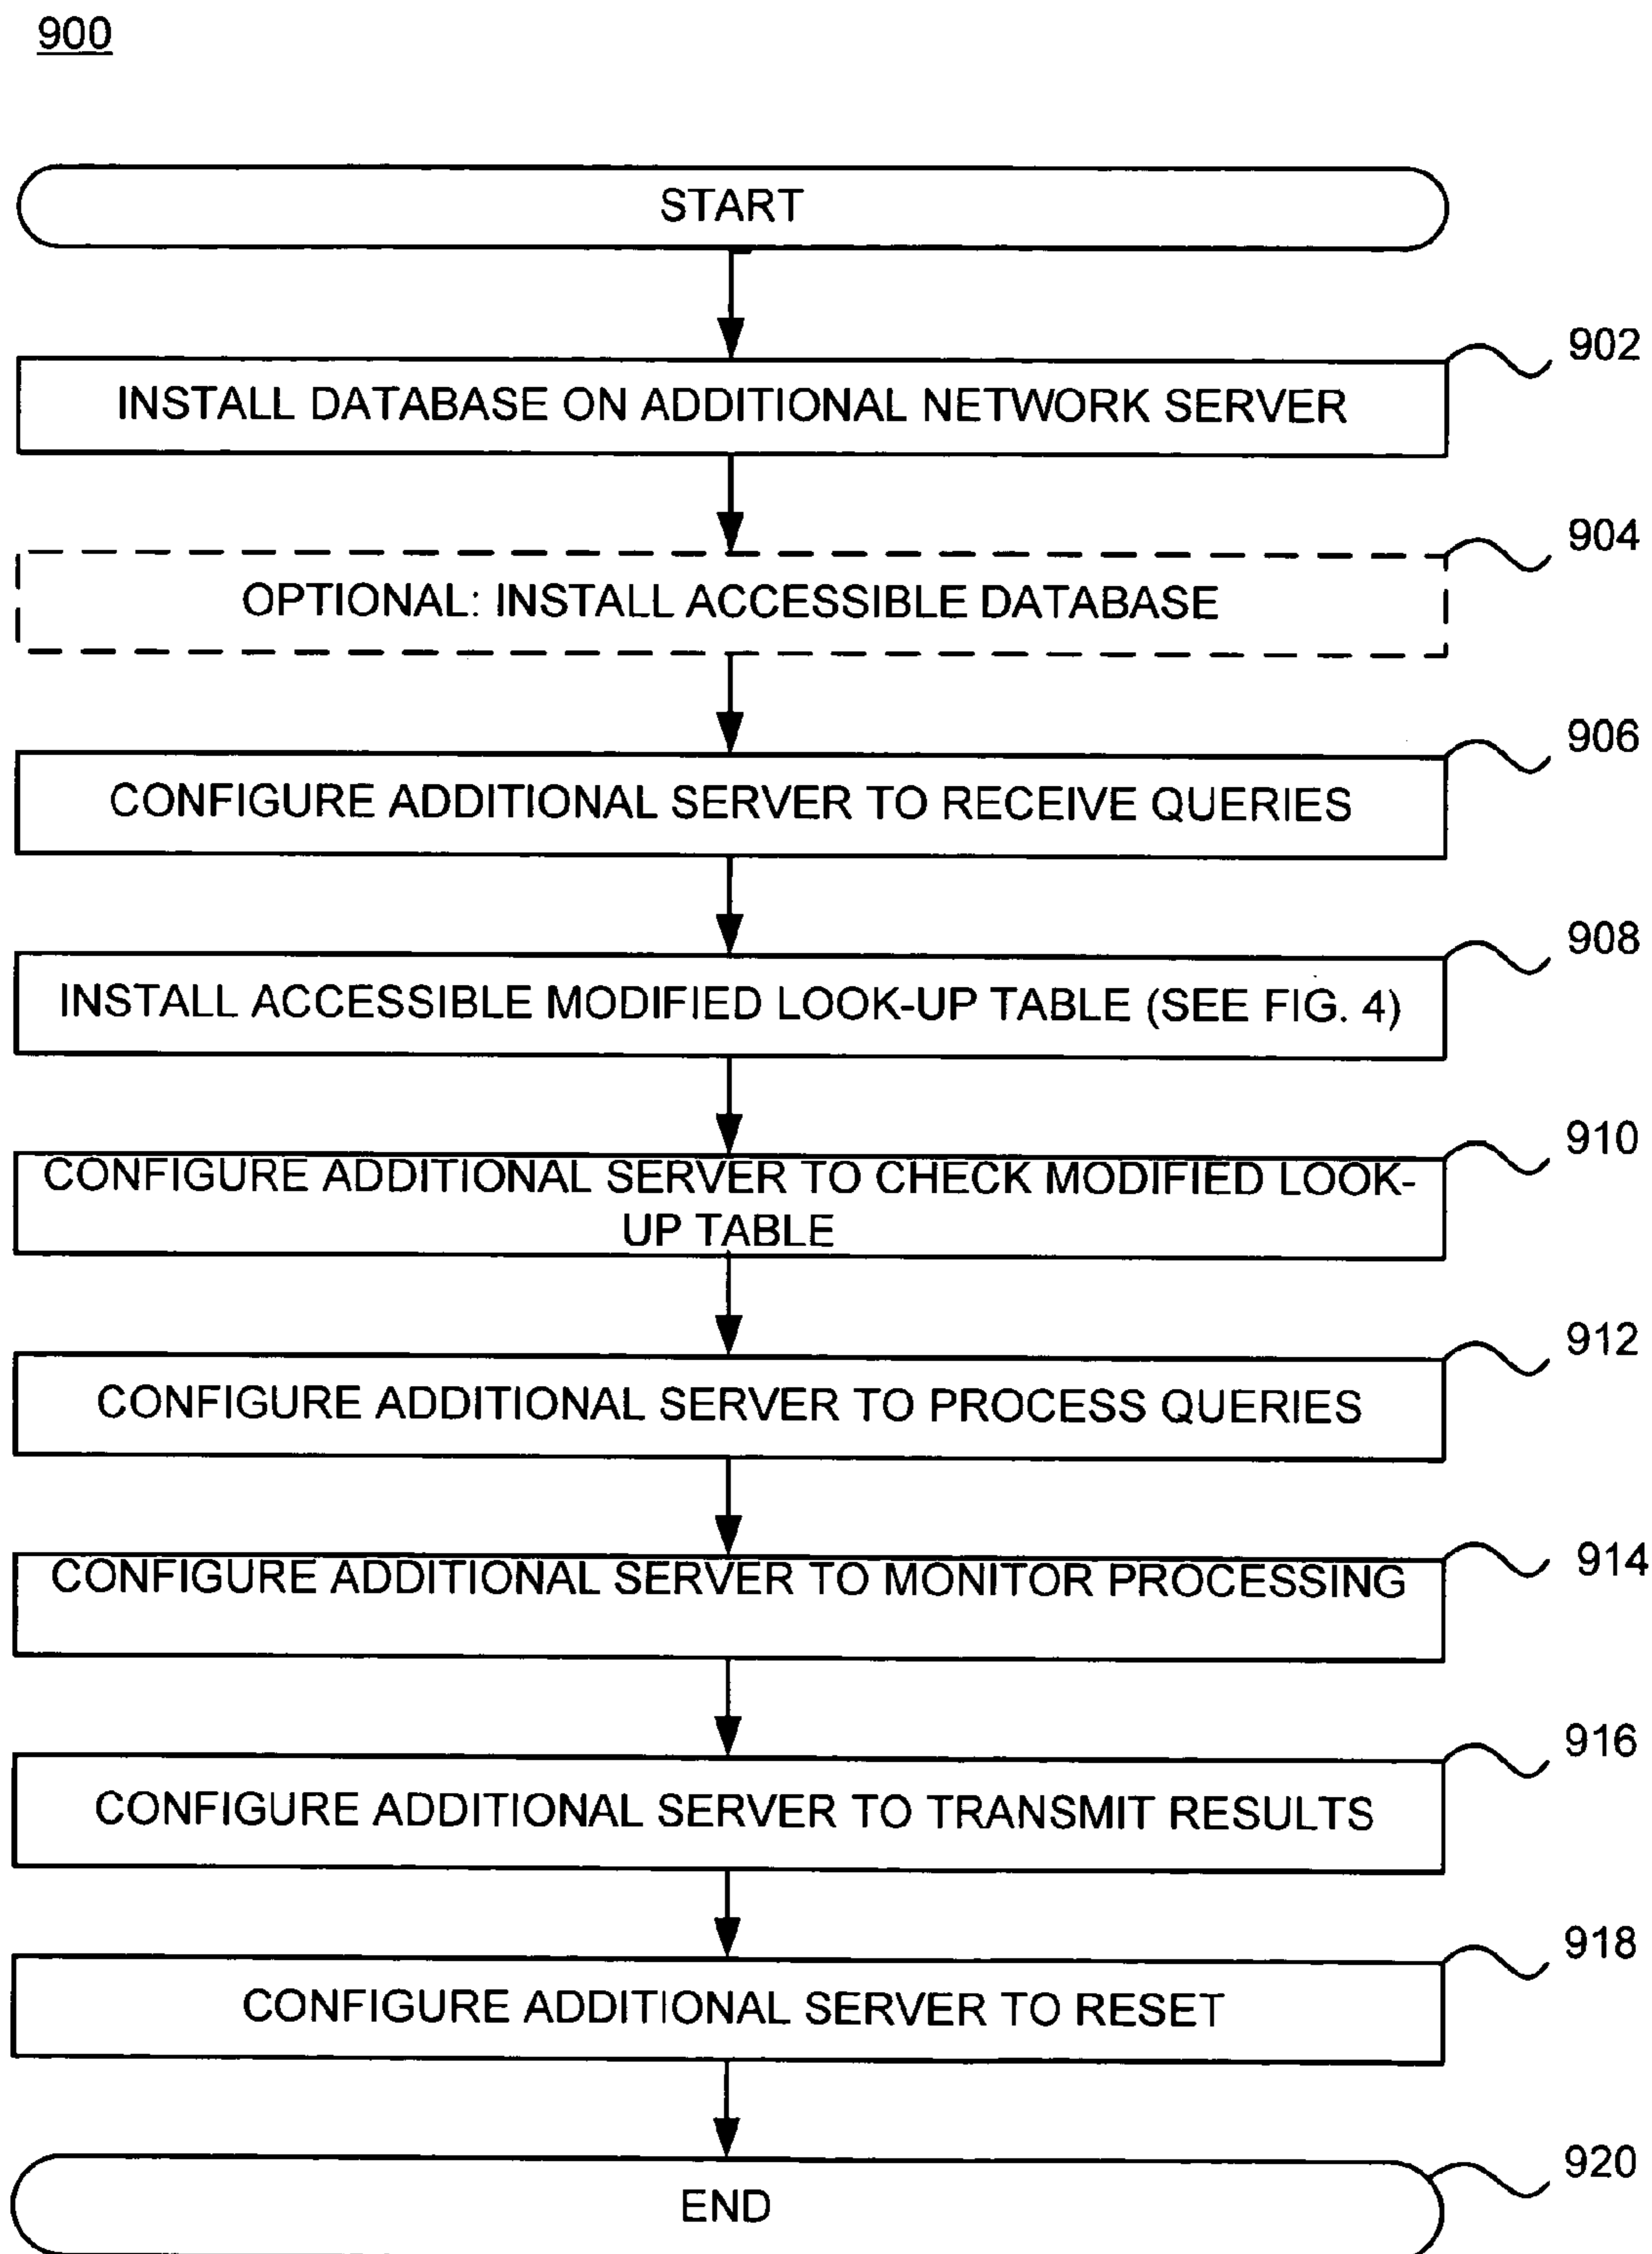 900
START
902
INSTALL DATABASE ON ADDITIONAL NETWORK SERVER
904
OPTIONAL: INSTALL ACCESSIBLE DATABASE
906
CONFIGURE ADDITIONAL SERVER TO RECEIVE QUERIES
908
INSTALL ACCESSIBLE MODIFIED LOOK-UP TABLE (SEE FIG. 4)
910
CONFIGURE ADDITIONAL SERVER TO CHECK MODIFIED LOOK-
UP TABLE
912
CONFIGURE ADDITIONAL SERVER TO PROCESS QUERIES
914
CONFIGURE ADDITIONAL SERVER TO MONITOR PROCESSING
916
CONFIGURE ADDITIONAL SERVER TO TRANSMIT RESULTS
918
CONFIGURE ADDITIONAL SERVER TO RESET
920
END